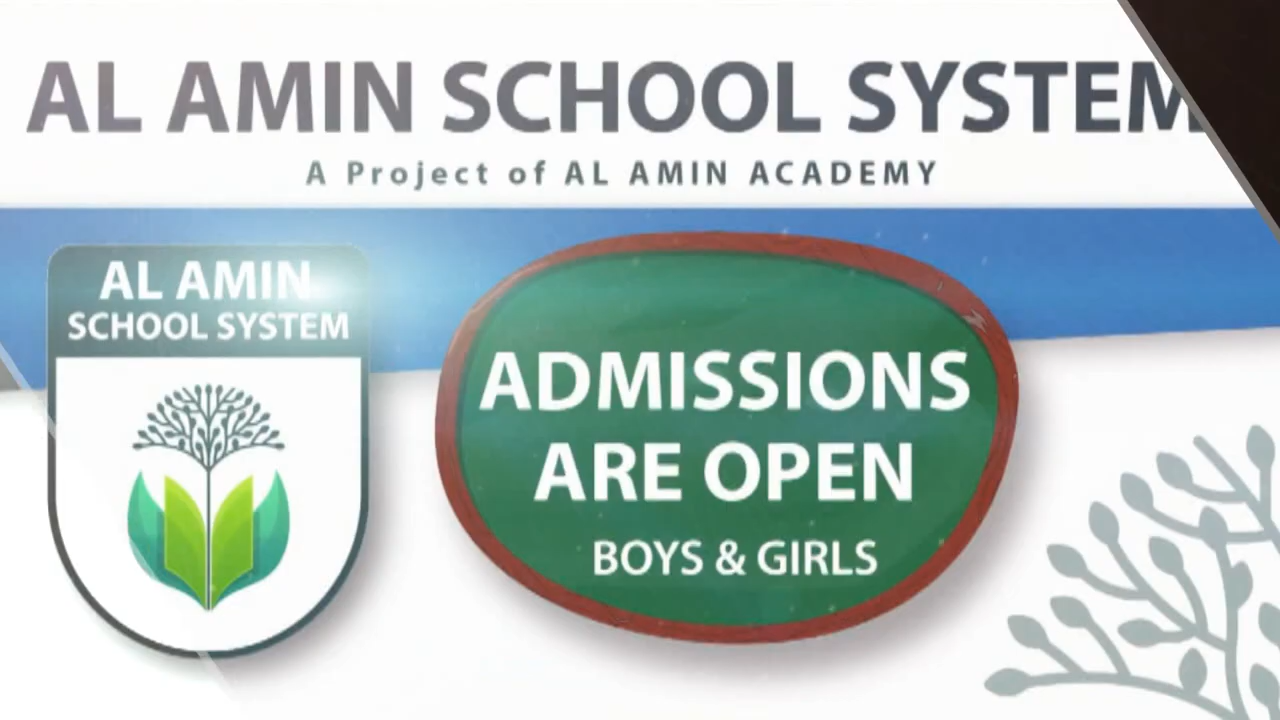 AL AMIN SCHOOL SYSTEM
A Project of AL AMIN ACADEMY
AL AMIN
SCHOOL SYSTEM
ADMISSIONS
ARE OPEN
BOYS & GIRLS